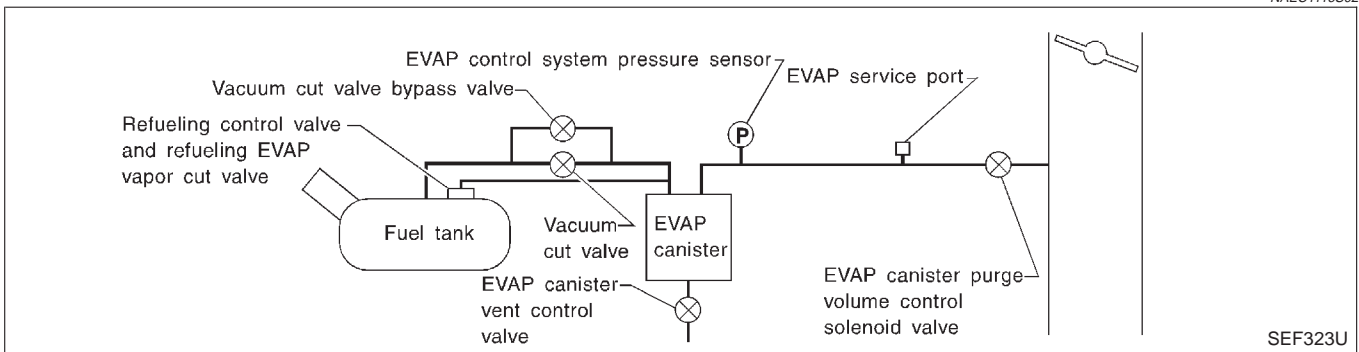 EVAP control system pressure sensor
EVAP service port
Vacuum cut valve bypass valve
Refueling control valve
and refueling EVAP
vapor cut valve
P
Fuel tank
Vacuum
cut valve
EVAP
canister
EVAP canister
vent control
valve
EVAP canister purge
volume control
solenoid valve
SEF323U